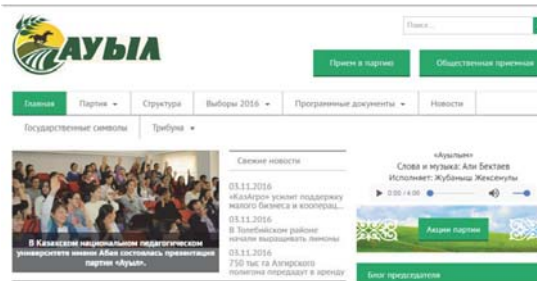 АУЫЛ
Поиск ...
Прием в партию
Общественная приемная
Главная
Партия
Структура
Выборы 2016
Программные документы
Новости
Государственные символы
Трибуна
В Казахском национальном педагогическом
университете имени Абая состоялась презентация
партии «Ауыл».
Свежие новости
03.11.2016
«КазАгро» усилит поддержку
малого бизнеса и кооперац...
03.11.2016
В Толебийском районе
начали выращивать лимоны
03.11.2016
750 тыс га Азгирского
полигона передадут в аренду
«Ауылым»
Слова и музыка: Али Бектаев
Исполняет: Жубаныш Жексенулы
0:00 / 4:00
Акции партии
Блог председателя